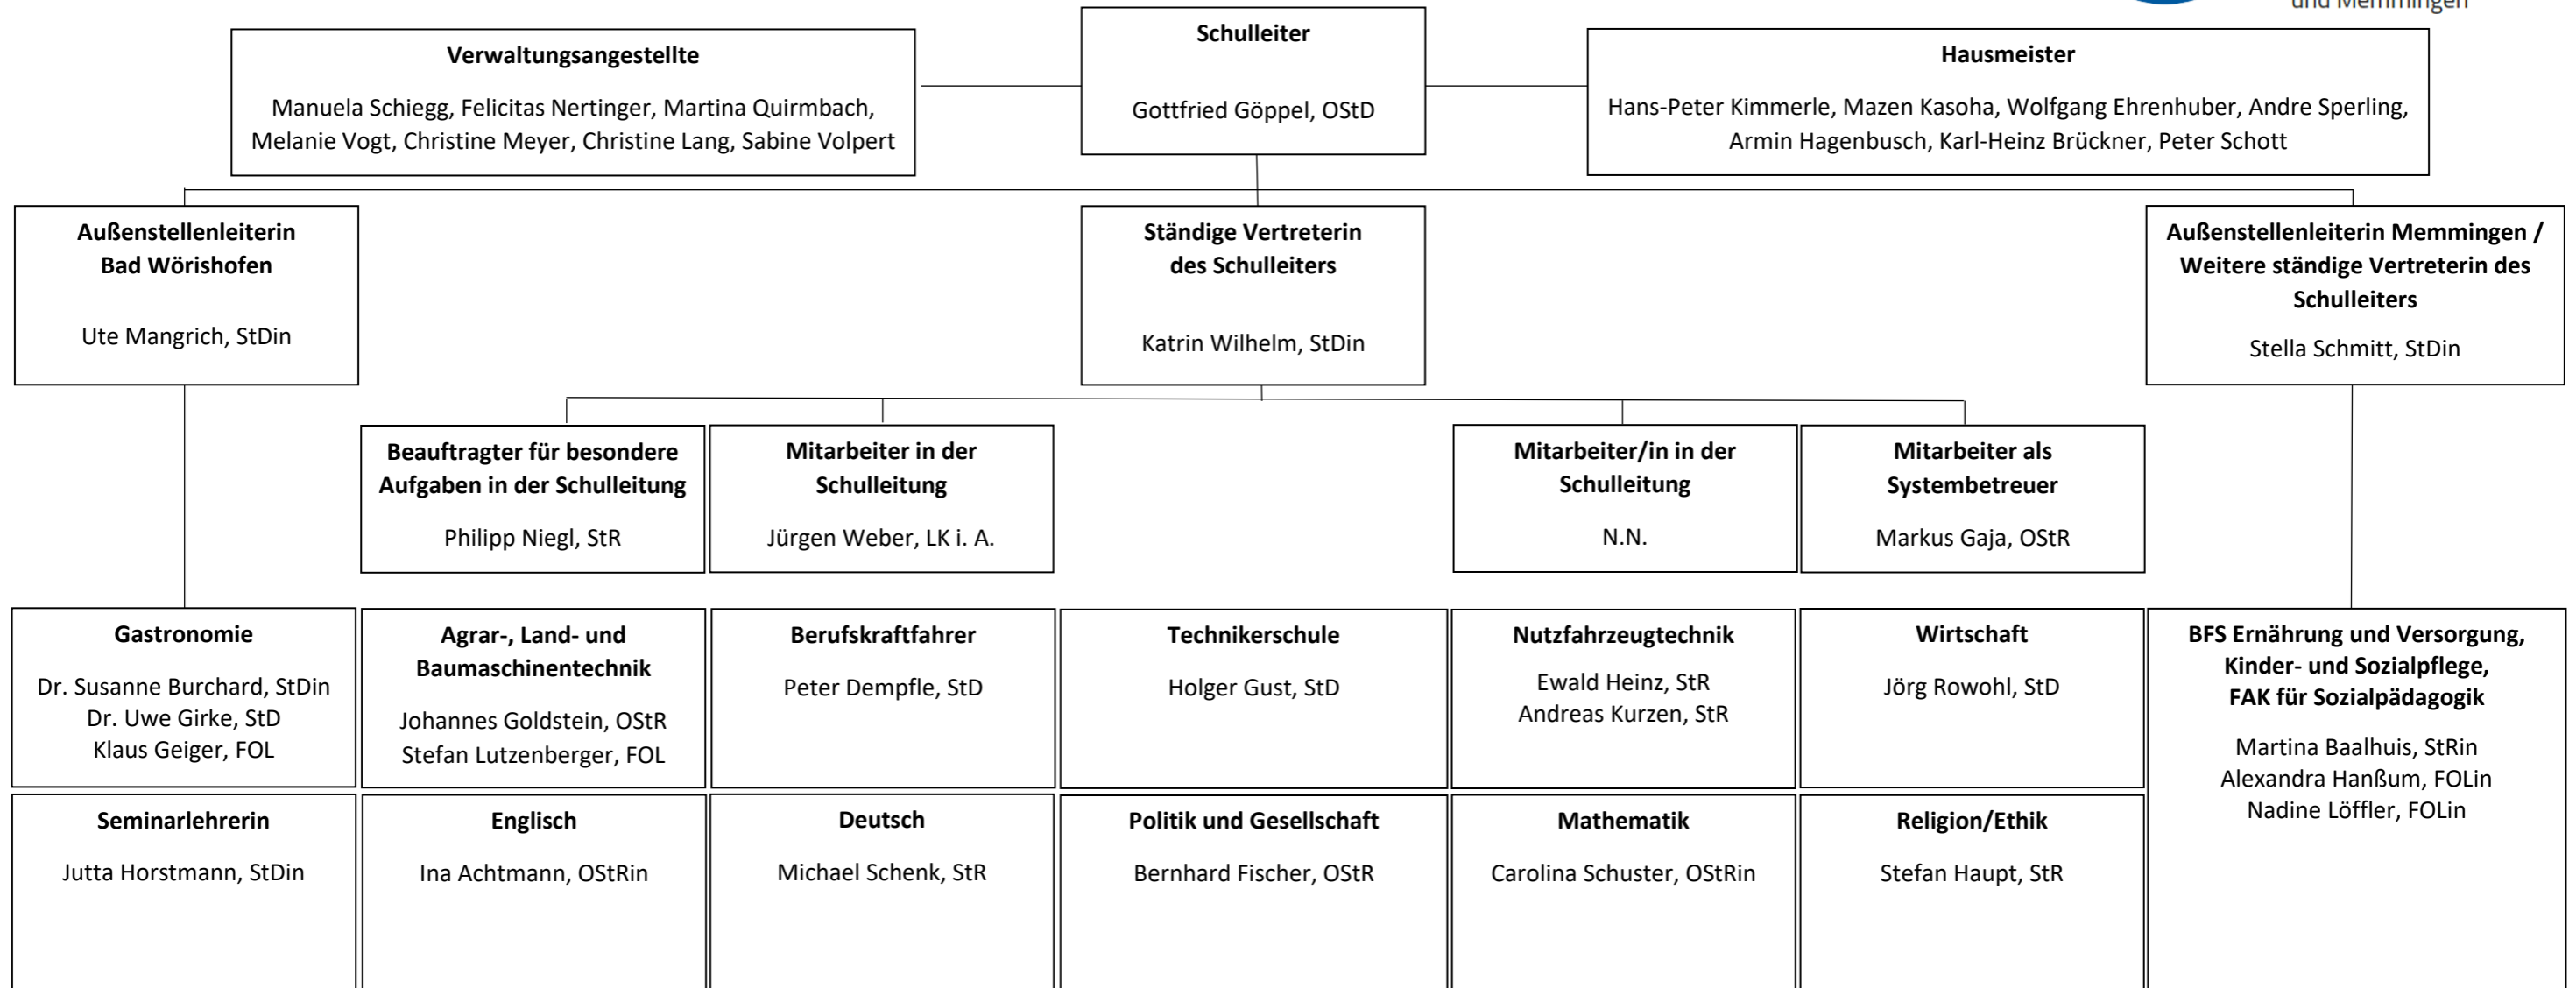 und Memmingen
Verwaltungsangestellte
Manuela Schiegg, Felicitas Nertinger, Martina Quirmbach,
Melanie Vogt, Christine Meyer, Christine Lang, Sabine Volpert
Schulleiter
Gottfried Göppel, OStD
Hausmeister
Hans-Peter Kimmerle, Mazen Kasoha, Wolfgang Ehrenhuber, Andre Sperling,
Armin Hagenbusch, Karl-Heinz Brückner, Peter Schott
Außenstellenleiterin
Bad Wörishofen
Ute Mangrich, StDin
Ständige Vertreterin
des Schulleiters
Katrin Wilhelm, StDin
Außenstellenleiterin Memmingen /
Weitere ständige Vertreterin des
Schulleiters
Stella Schmitt, StDin
Beauftragter für besondere
Aufgaben in der Schulleitung
Philipp Niegl, StR
Mitarbeiter in der
Schulleitung
Jürgen Weber, LK i. A.
Mitarbeiter/in in der
Schulleitung
N.N.
Mitarbeiter als
Systembetreuer
Markus Gaja, OStR
Gastronomie
Dr. Susanne Burchard, StDin
Dr. Uwe Girke, StD
Klaus Geiger, FOL
Agrar-, Land- und
Baumaschinentechnik
Johannes Goldstein, OStR
Stefan Lutzenberger, FOL
Berufskraftfahrer
Peter Dempfle, StD
Technikerschule
Holger Gust, StD
Nutzfahrzeugtechnik
Ewald Heinz, StR
Andreas Kurzen, StR
Wirtschaft
Jörg Rowohl, StD
BFS Ernährung und Versorgung,
Kinder- und Sozialpflege,
FAK für Sozialpädagogik
Martina Baalhuis, StRin
Alexandra Hanßum, FOLin
Nadine Löffler, FOLin
Seminarlehrerin
Jutta Horstmann, StDin
Englisch
Ina Achtmann, OStRin
Deutsch
Michael Schenk, StR
Politik und Gesellschaft
Bernhard Fischer, OStR
Mathematik
Carolina Schuster, OStRin
Religion/Ethik
Stefan Haupt, StR